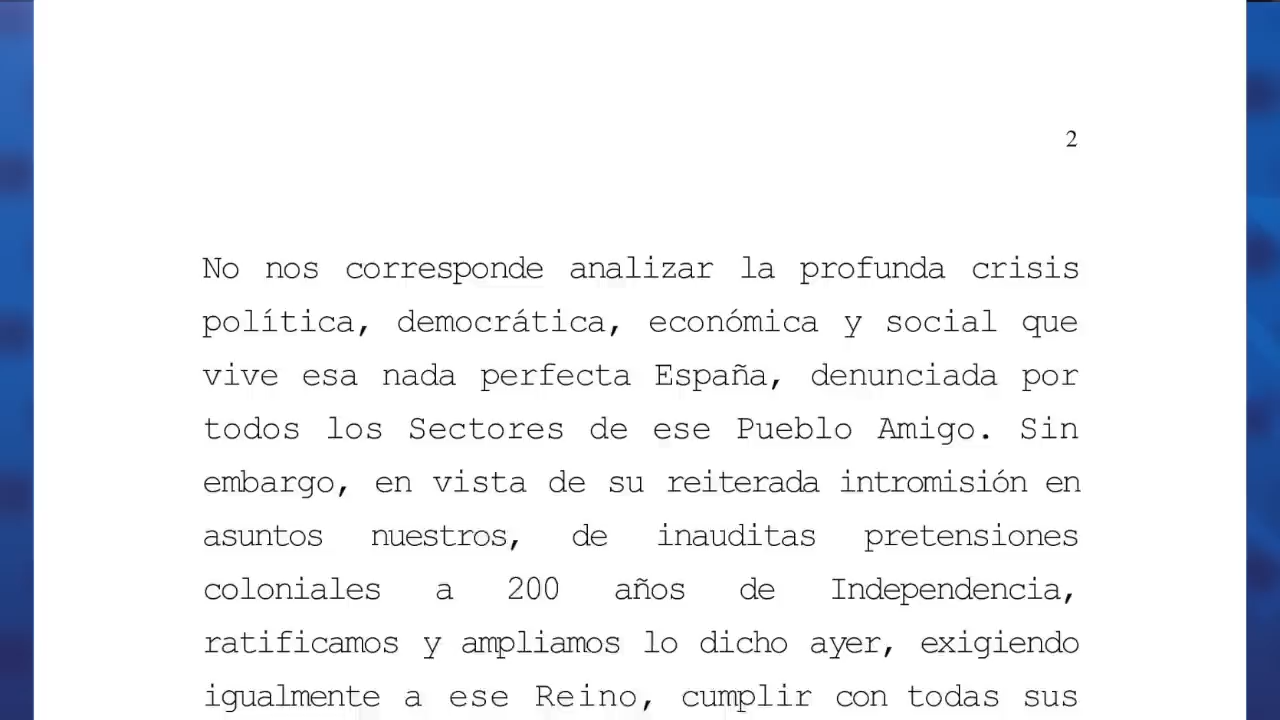 2
No nos corresponde analizar la profunda crisis
política, democrática, económica y social que
vive esa nada perfecta España, denunciada por
todos los Sectores de ese Pueblo Amigo. Sin
embargo, en vista de su reiterada intromisión en
asuntos nuestros, de inauditas pretensiones
coloniales a 200 años de Independencia,
ratificamos y ampliamos lo dicho ayer, exigiendo
igualmente a ese Reino, cumplir con todas sus